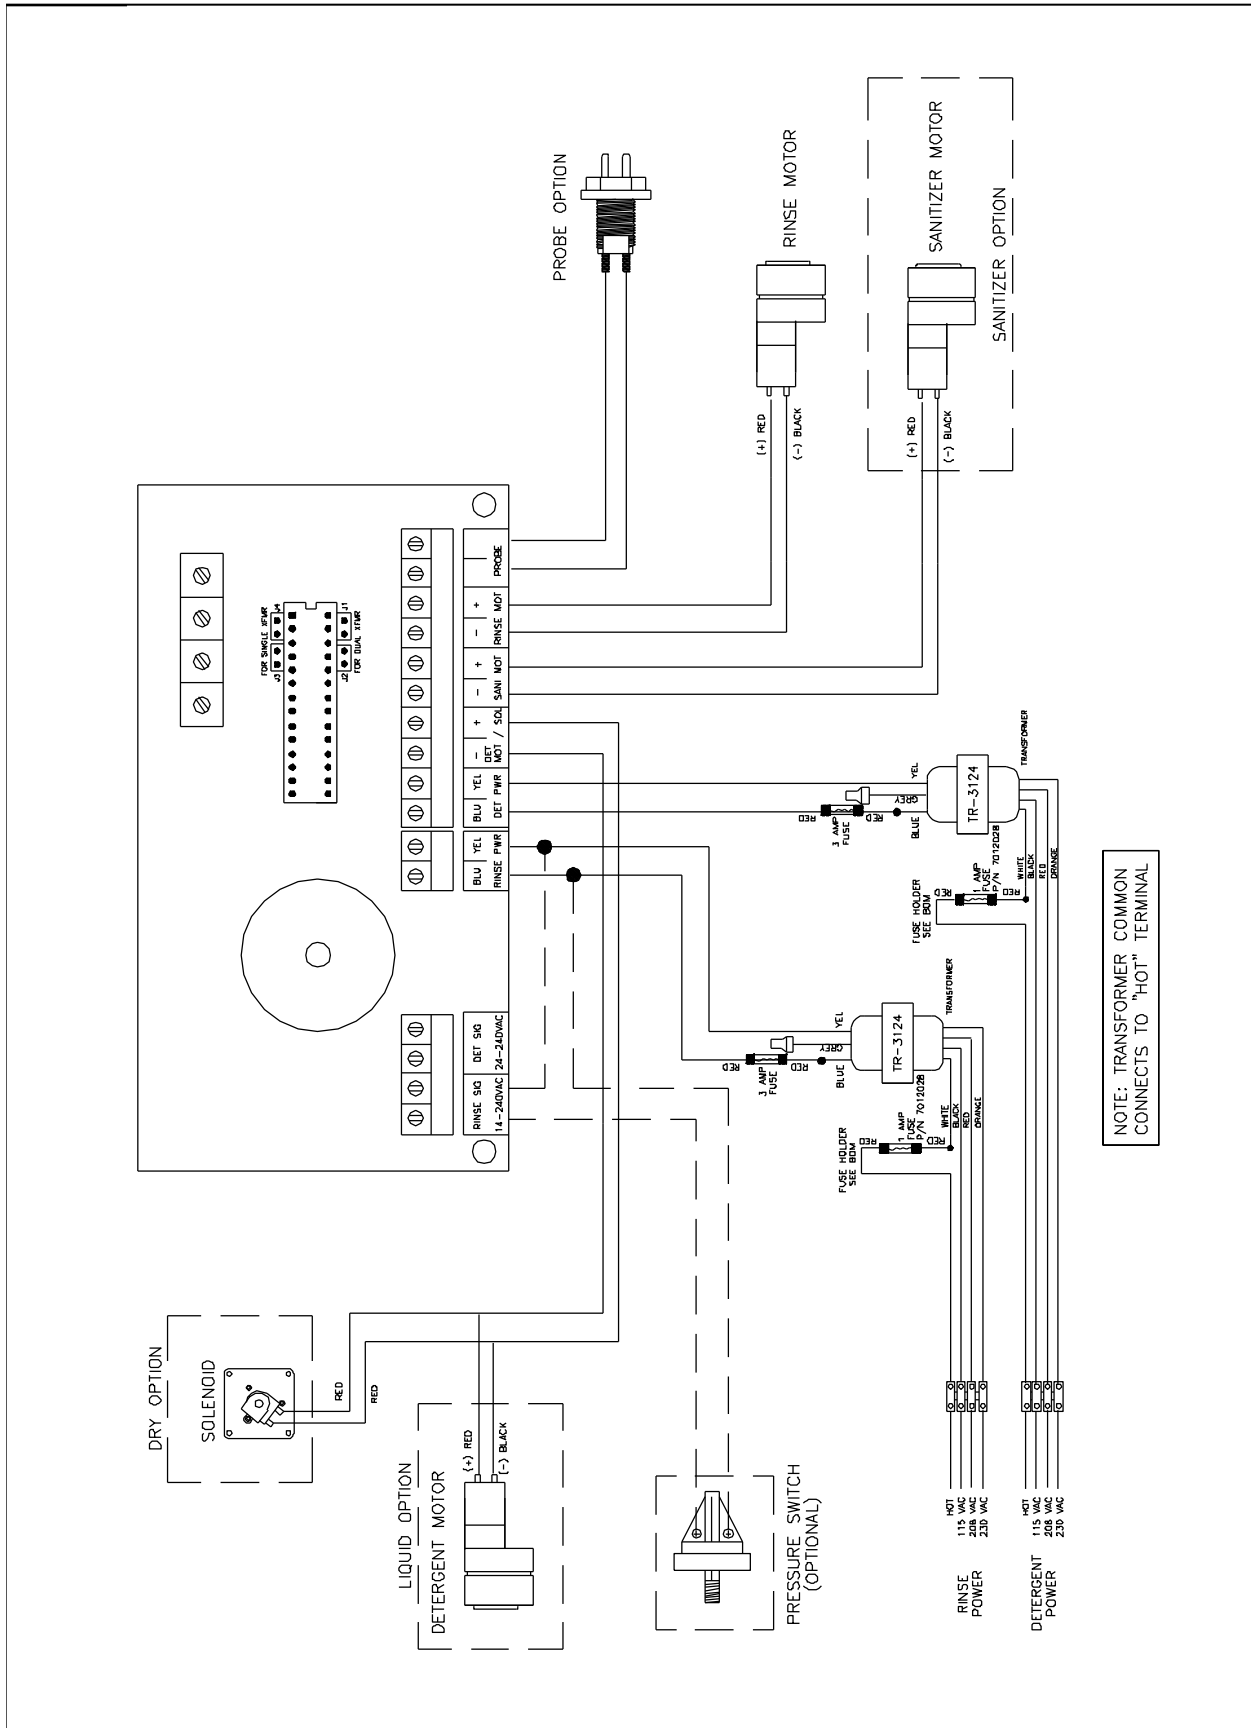 DRY OPTION
SOLENOID
RED
RED
LIQUID OPTION
DETERGENT MOTOR
(+) RED
(-) BLACK
PRESSURE SWITCH
(OPTIONAL)
RINSE SIG
14-240VAC
DET SIG
24-240VAC
BLU
YEL
RINSE PWR
BLU
YEL
DET PWR
-
+
DET
MOT / SOL
-
+
SANI MOT
-
+
RINSE MOT
PROBE
J3
J4
FOR SINGLE XFMR
J2
J1
FOR DUAL XFMR
PROBE OPTION
RINSE MOTOR
(+) RED
(-) BLACK
SANITIZER MOTOR
SANITIZER OPTION
(+) RED
(-) BLACK
RED
3 AMP
FUSE
RED
BLUE
GREY
YEL
TR-3124
TRANSFORMER
FUSE HOLDER
SEE BOM
RED
1 AMP
FUSE
P/N 7012028
RED
WHITE
BLACK
RED
ORANGE
RED
3 AMP
FUSE
RED
BLUE
GREY
YEL
TR-3124
TRANSFORMER
FUSE HOLDER
SEE BOM
RED
1 AMP
FUSE
P/N 7012028
RED
WHITE
BLACK
RED
ORANGE
RINSE
POWER
HOT
115 VAC
208 VAC
230 VAC
DETERGENT
POWER
HOT
115 VAC
208 VAC
230 VAC
NOTE: TRANSFORMER COMMON
CONNECTS TO "HOT" TERMINAL